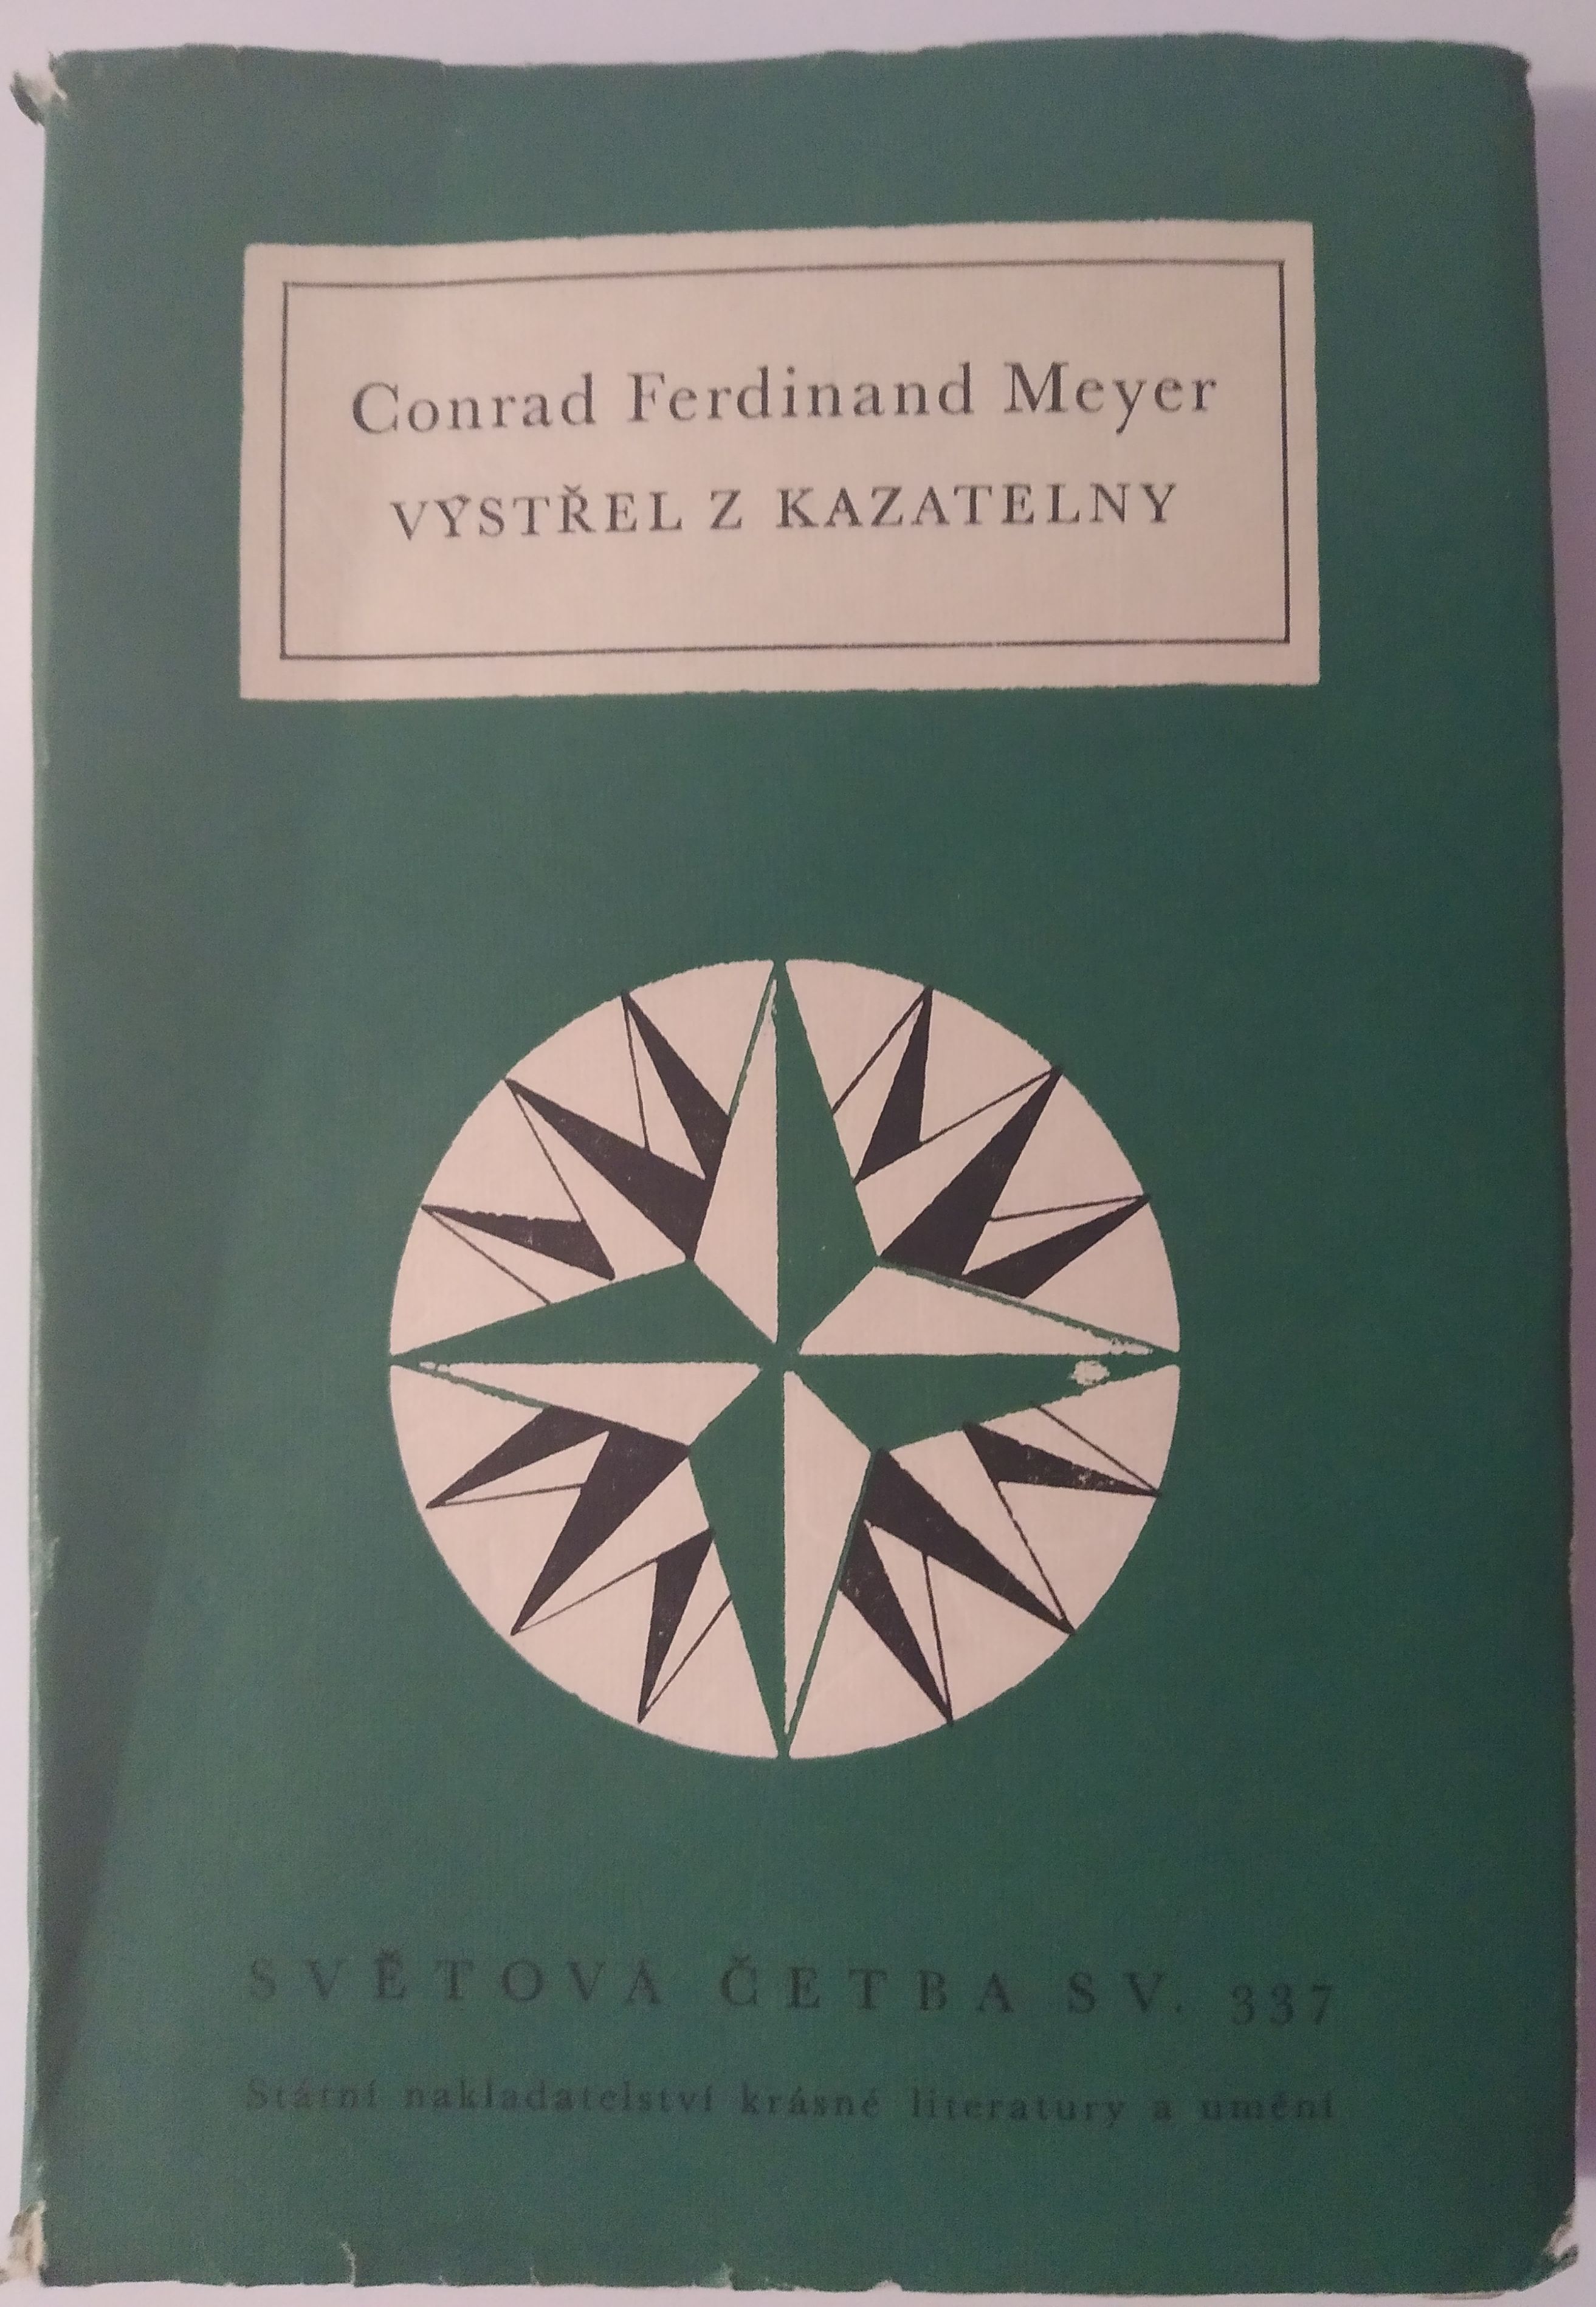 Conrad Ferdinand Meyer
VÝSTŘEL Z KAZATELNY
SVĚTOVÁ ČETBA SV. 337
Státní nakladatelství krásné literatury a umění